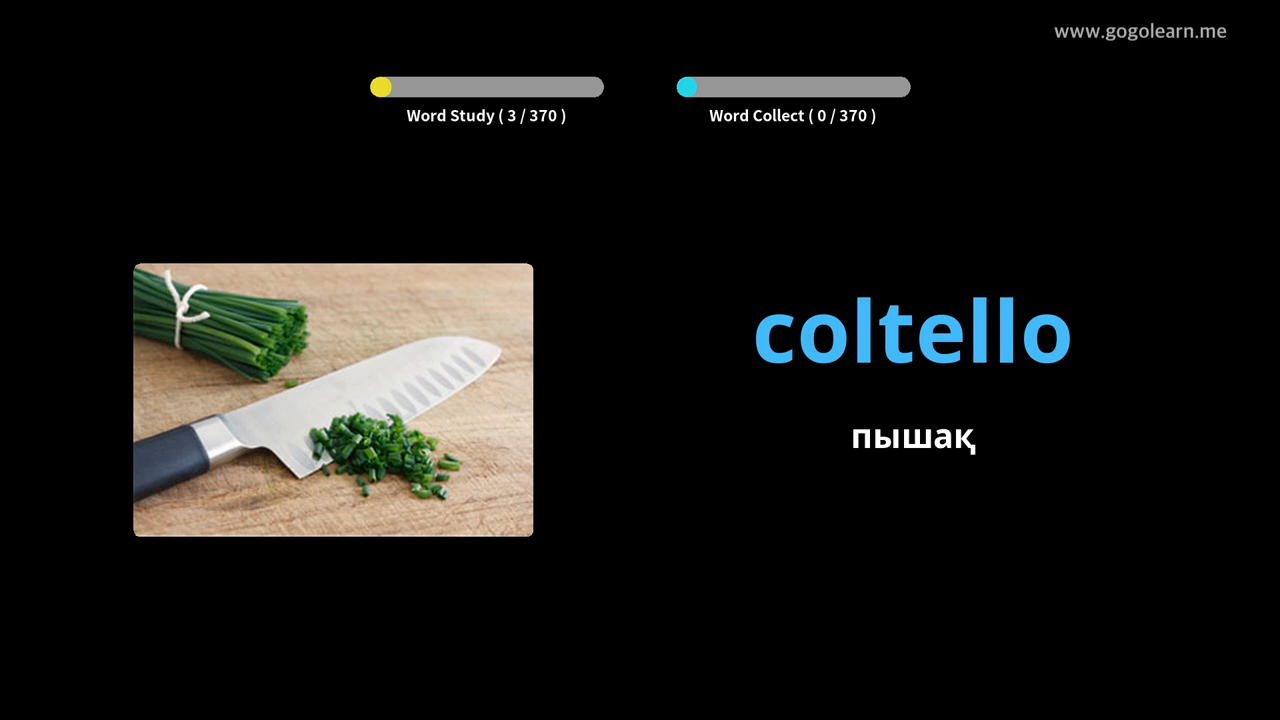 www.gogolearn.me
Word Study ( 3 / 370 )
Word Collect ( 0 / 370 )
coltello
пышақ